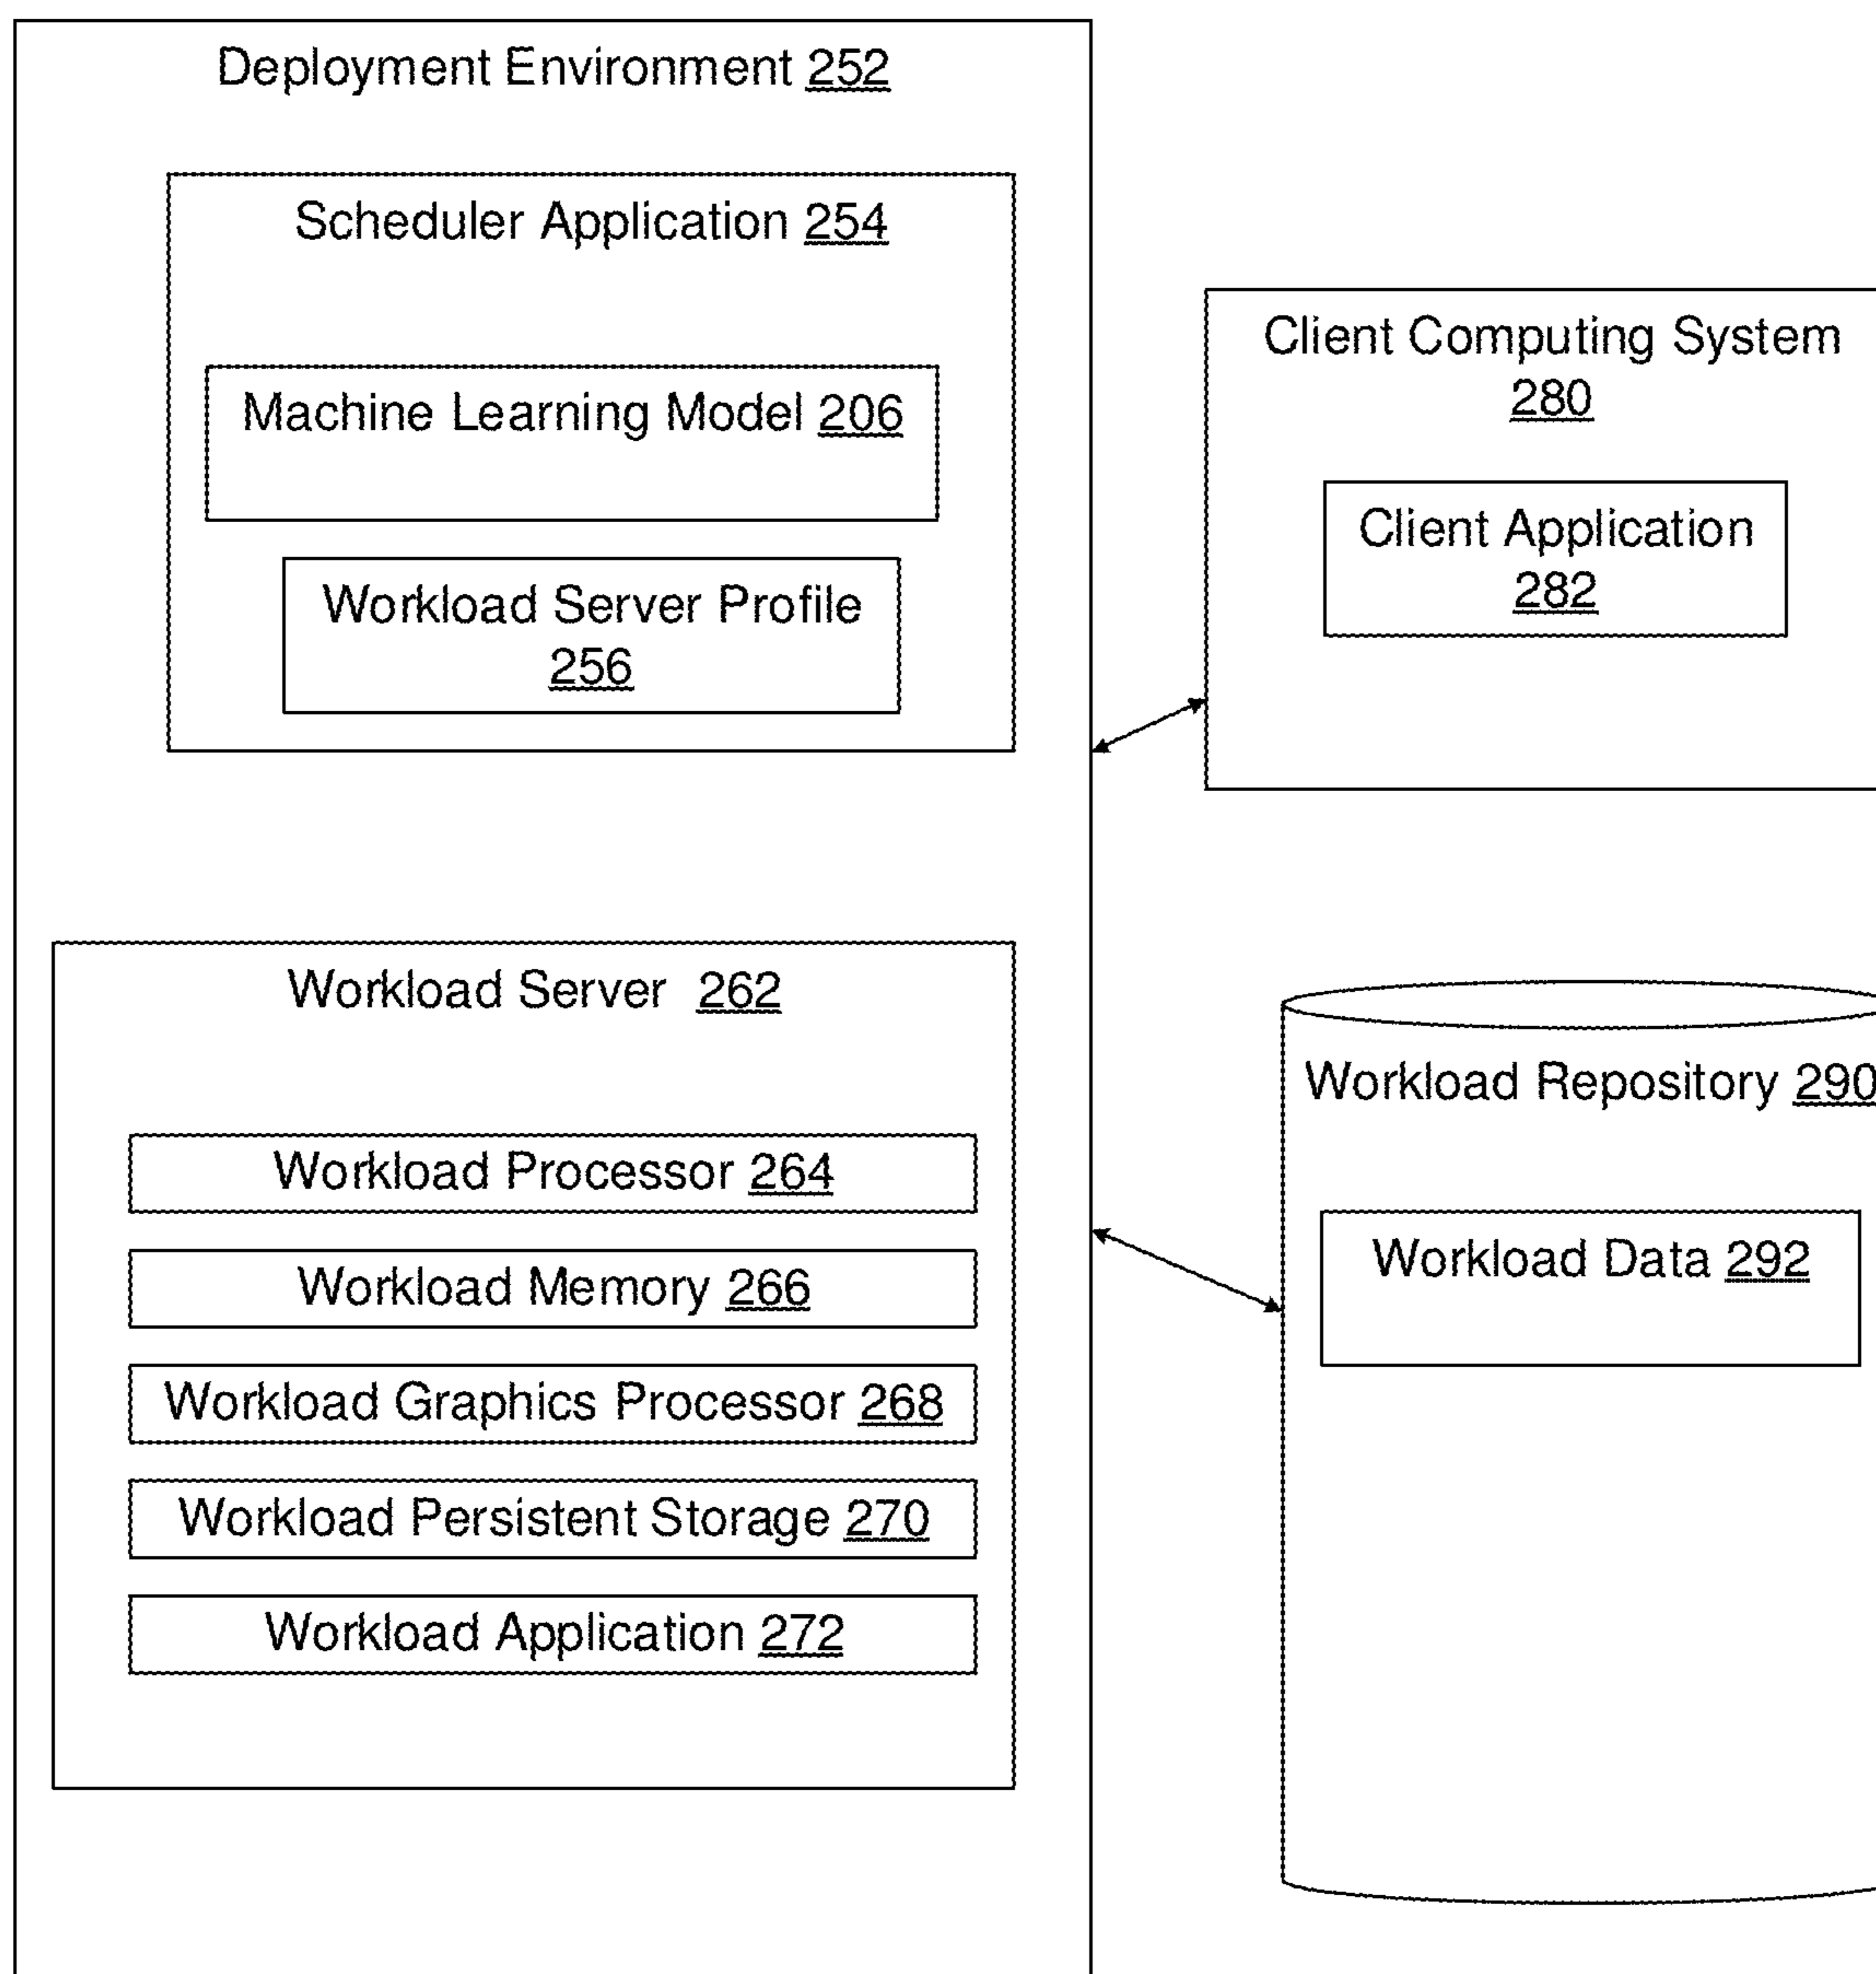 Deployment Environment 252
Scheduler Application 254
Machine Learning Model 206
Workload Server Profile
256
Workload Server 262
Workload Processor 264
Workload Memory 266
Workload Graphics Processor 268
Workload Persistent Storage 270
Workload Application 272
Client Computing System
280
Client Application
282
Workload Repository 290
Workload Data 292